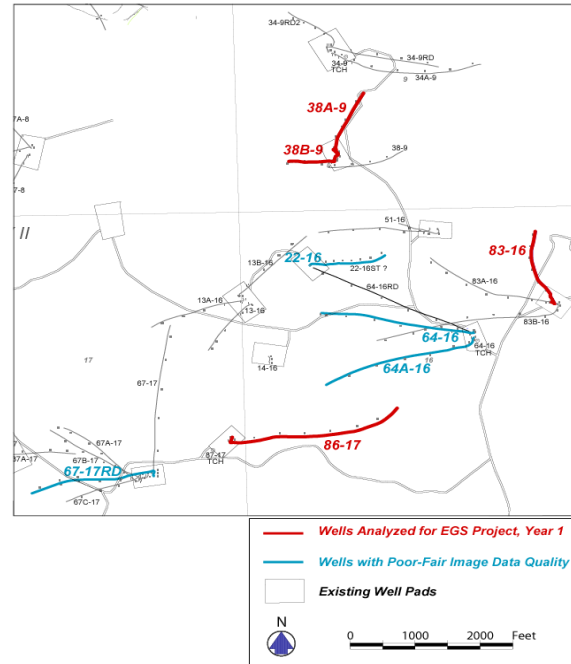 34-9RD2
34-9RD
34-9
TCH
34A-9
9
38A-9
7A-8
38B-9
38-9
7-8
51-16
22-16
83-16
13B-16
22-16ST ?
64-16RD
83A-16
13A-16
13-16
83B-16
64-16
64-16
TCH
17
16
14-16
64A-16
67-17
86-17
67A-17
87-17
TCH
67B-17
37A-17
67-17RD
67C-17
Wells Analyzed for EGS Project, Year 1
Wells with Poor-Fair Image Data Quality
Existing Well Pads
N
0 1000 2000 Feet